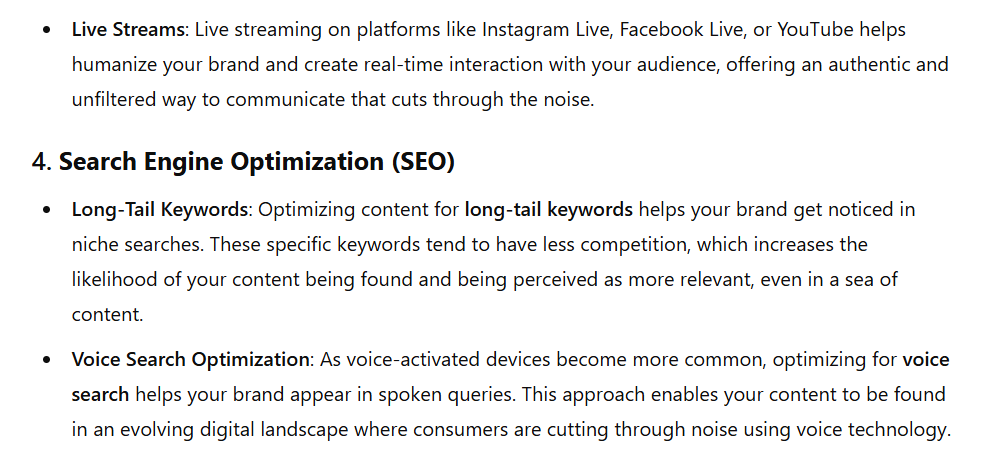 Live Streams: Live streaming on platforms like Instagram Live, Facebook Live, or YouTube helps
humanize your brand and create real-time interaction with your audience, offering an authentic and
unfiltered way to communicate that cuts through the noise.
4. Search Engine Optimization (SEO)
Long-Tail Keywords: Optimizing content for long-tail keywords helps your brand get noticed in
niche searches. These specific keywords tend to have less competition, which increases the
likelihood of your content being found and being perceived as more relevant, even in a sea of
content.
Voice Search Optimization: As voice-activated devices become more common, optimizing for voice
search helps your brand appear in spoken queries. This approach enables your content to be found
in an evolving digital landscape where consumers are cutting through noise using voice technology.